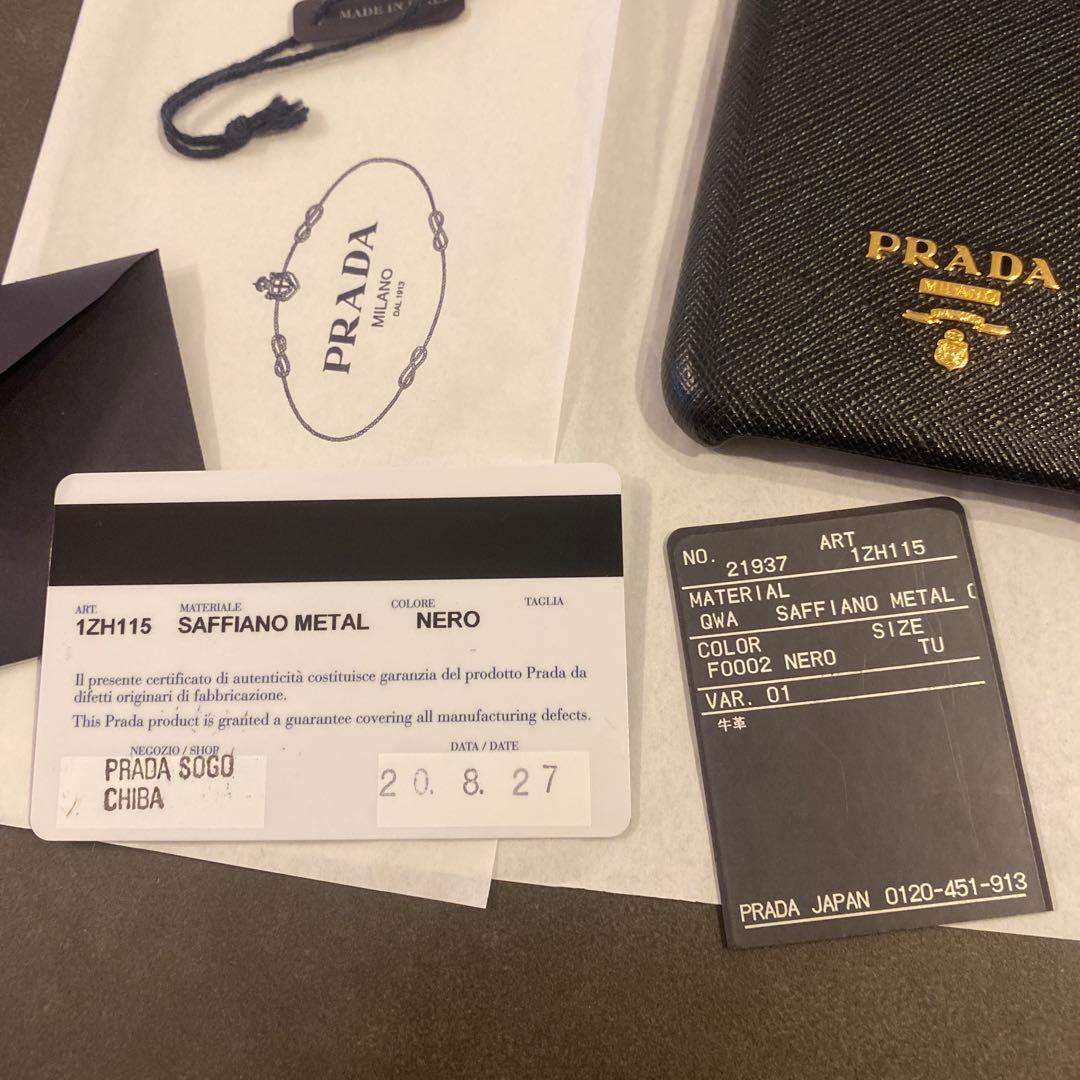 MADE IN
PRADA
MILANO
DAL 1913
PRADA
MILANO
ART. MATERIALE COLORE TAGLIA
1ZH115 SAFFIANO METAL NERO
Il presente certificato di autenticità costituisce garanzia del prodotto Prada da
difetti originari di fabbricazione.
This Prada product is granted a guarantee covering all manufacturing defects.
NEGOZIO / SHOP DATA / DATE
PRADA SOGO
CHIBA
20. 8. 27
NO. 21937 ART 1ZH115
MATERIAL
QWA SAFFIANO METAL
COLOR SIZE
F0002 NERO TU
VAR. 01
牛革
PRADA JAPAN 0120-451-913